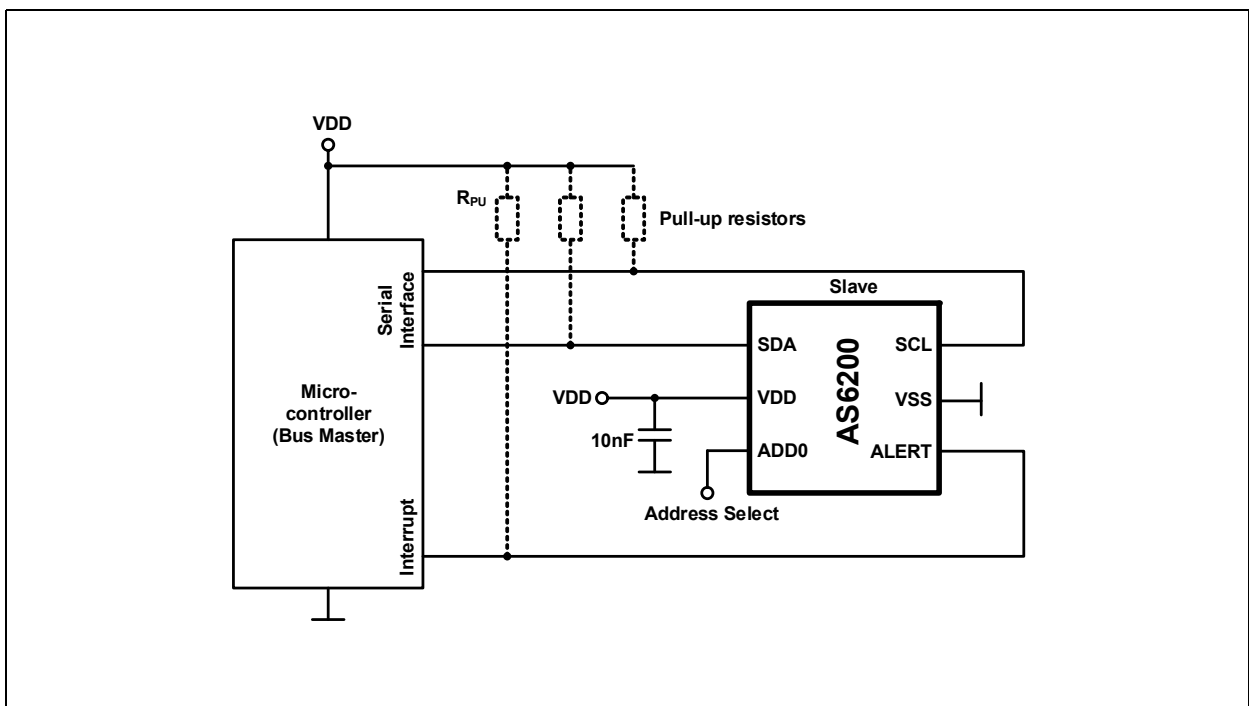 VDD
RPU
Pull-up resistors
Serial
Interface
Micro-
controller
(Bus Master)
Interrupt
Slave
SDA
SCL
VDD
VDD
VSS
AS6200
10nF
ADD0
ALERT
Address Select